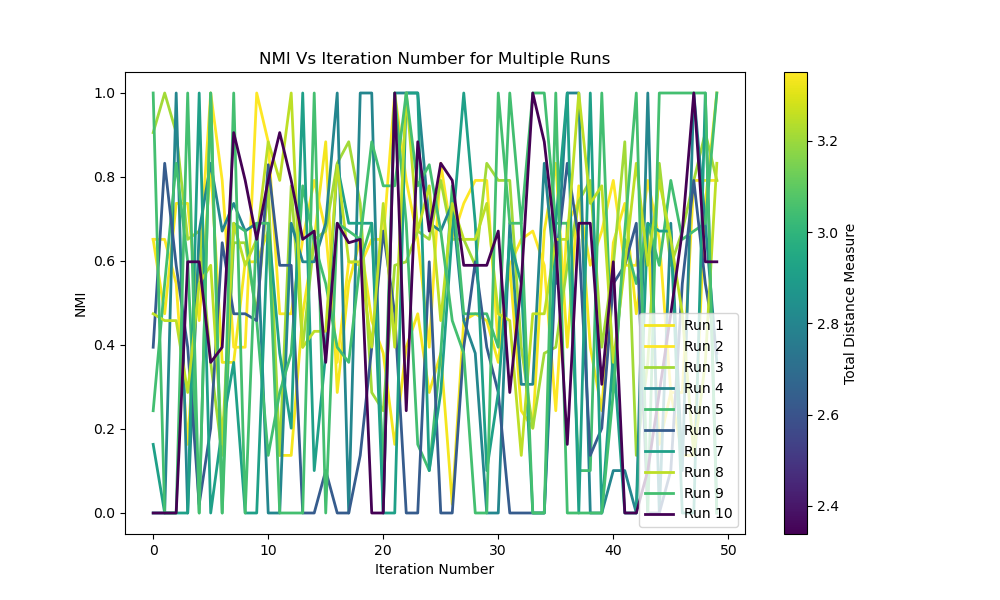 NMI Vs Iteration Number for Multiple Runs
NMI
1.0
0.8
0.6
0.4
0.2
0.0
0
10
20
30
40
50
Iteration Number
Run 1
Run 2
Run 3
Run 4
Run 5
Run 6
Run 7
Run 8
Run 9
Run 10
3.2
3.0
2.8
2.6
2.4
Total Distance Measure